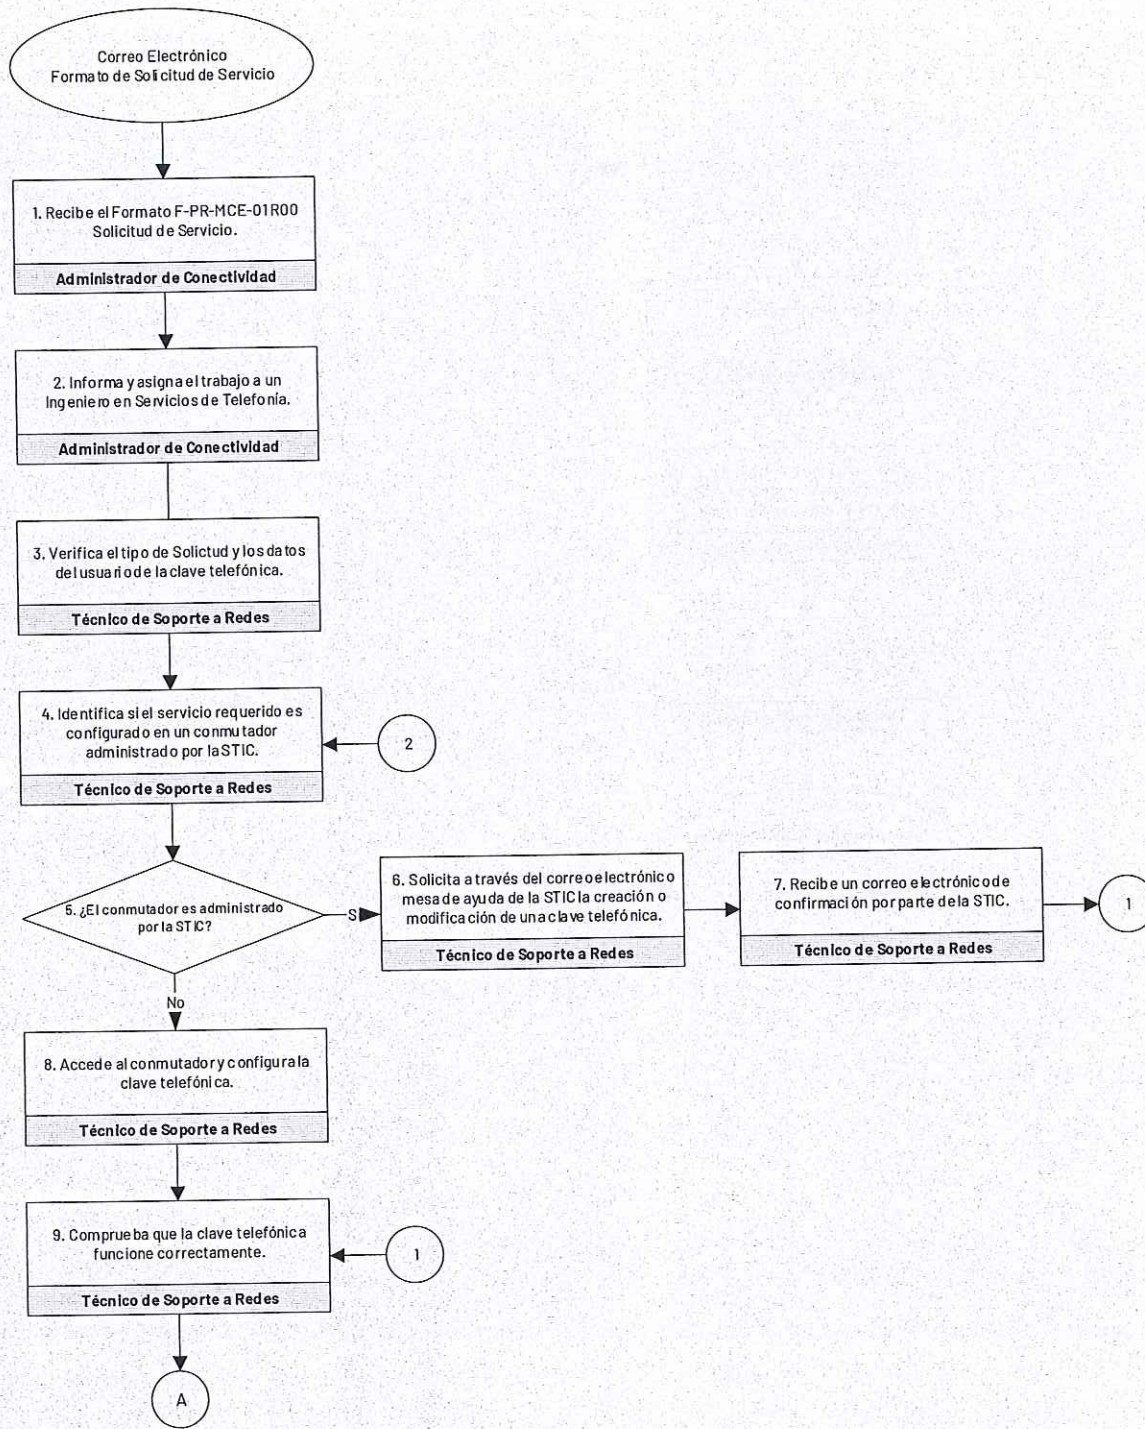 Correo Electrónico
Formato de Solicitud de Servicio
1. Recibe el Formato F-PR-MCE-01R00
Solicitud de Servicio.
Administrador de Conectividad
2. Informa y asigna el trabajo a un
Ingeniero en Servicios de Telefonía.
Administrador de Conectividad
3. Verifica el tipo de Solictud y los datos
del usuario de la clave telefónica.
Técnico de Soporte a Redes
4. Identifica si el servicio requerido es
configurado en un conmutador
administrado por la STIC.
Técnico de Soporte a Redes
2
5. ¿El conmutador es administrado
por la STIC?
Si
6. Solicita a través del correo electrónico
mesa de ayuda de la STIC la creación o
modificación de una clave telefónica.
Técnico de Soporte a Redes
7. Recibe un correo electrónico de
confirmación por parte de la STIC.
Técnico de Soporte a Redes
1
No
8. Accede al conmutador y configura la
clave telefónica.
Técnico de Soporte a Redes
9. Comprueba que la clave telefónica
funcione correctamente.
Técnico de Soporte a Redes
1
A